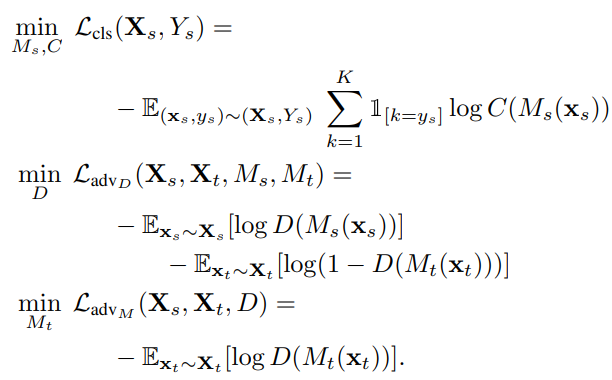 min_{M_s, C} 𝓛_cls(𝐗_s, Y_s) =
− 𝔼_{(𝐱_s, y_s)∼(𝐗_s, Y_s)} ∑_{k=1}^{K} 𝟙_{[k=y_s]} log C(M_s(𝐱_s))
min_D 𝓛_{adv_D}(𝐗_s, 𝐗_t, M_s, M_t) =
− 𝔼_{𝐱_s∼𝐗_s}[log D(M_s(𝐱_s))]
− 𝔼_{𝐱_t∼𝐗_t}[log(1 − D(M_t(𝐱_t)))]
min_{M_t} 𝓛_{adv_M}(𝐗_s, 𝐗_t, D) =
− 𝔼_{𝐱_t∼𝐗_t}[log D(M_t(𝐱_t))].